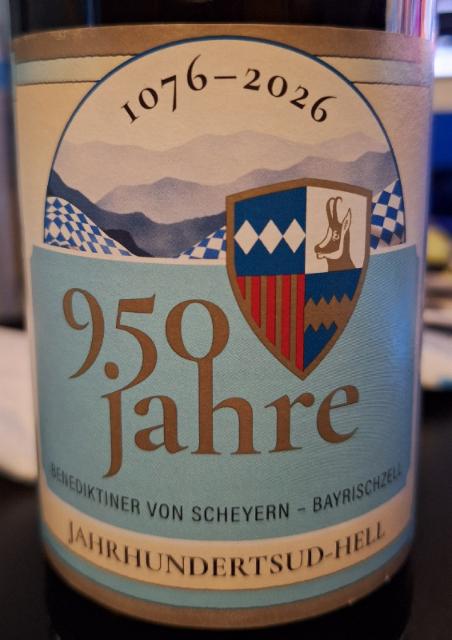 1076–2026
950
jahre
BENEDIKTINER VON SCHEYERN – BAYRISCHZELL
JAHRHUNDERTSUD-HELL